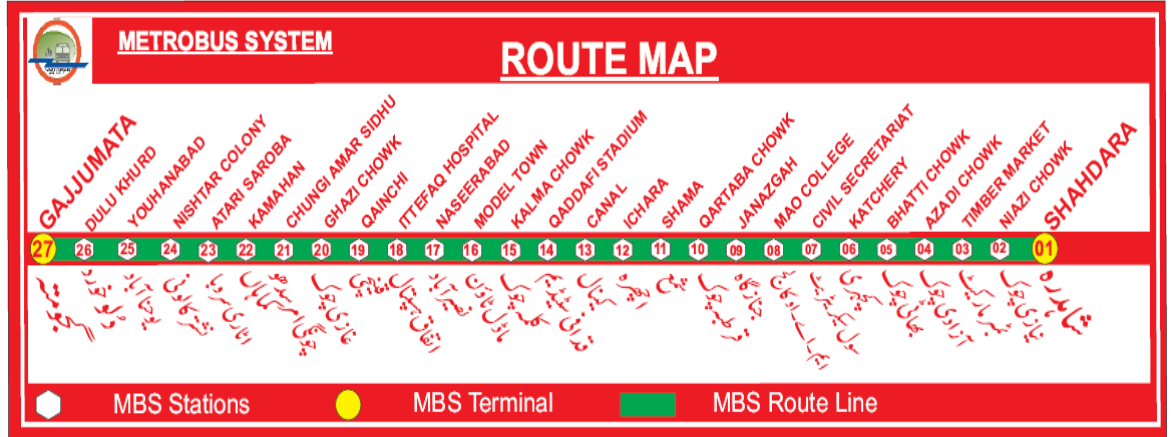 METROBUS SYSTEM
ROUTE MAP
GAJJUMATA
DULU KHURD
YOUHANABAD
NISHTAR COLONY
ATARI SAROBA
KAMAHAN
CHUNGI AMAR SIDHU
GHAZI CHOWK
QAINCHI
ITTEFAQ HOSPITAL
NASEERABAD
MODEL TOWN
KALMA CHOWK
QADDAFI STADIUM
CANAL
ICHARA
SHAMA
QARTABA CHOWK
JANAZGAH
MAO COLLEGE
CIVIL SECRETARIAT
KATCHERY
BHATTI CHOWK
AZADI CHOWK
TIMBER MARKET
NIAZI CHOWK
SHAHDARA
27 26 25 24 23 22 21 20 19 18 17 16 15 14 13 12 11 10 09 08 07 06 05 04 03 02 01
گجومتہ
ڈلو خورد
یوحنا آباد
نشتر کالونی
اٹاری سروبا
کماہاں
چونگی امر سدھو
غازی چوک
قینچی
اتفاق ہسپتال
نصیر آباد
ماڈل ٹاؤن
کلمہ چوک
قذافی سٹیڈیم
کینال
اچھرہ
شمع
قرطبہ چوک
جنازگاہ
ایم اے او کالج
سول سیکرٹریٹ
کچہری
بھاٹی چوک
آزادی چوک
ٹمبر مارکیٹ
نیازی چوک
شاہدرہ
MBS Stations
MBS Terminal
MBS Route Line